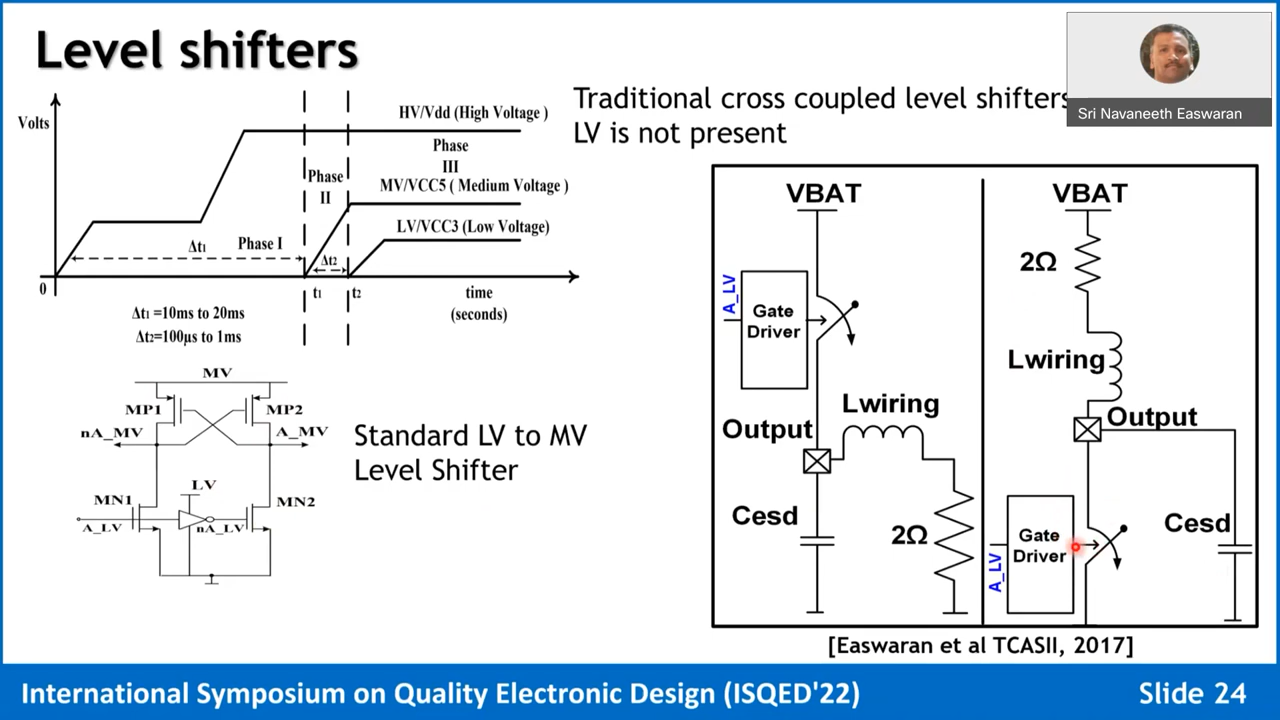 Level shifters
Sri Navaneeth Easwaran
Traditional cross coupled level shifters
LV is not present
Volts
HV/Vdd (High Voltage )
Phase
III
Phase
II
MV/VCC5 ( Medium Voltage )
LV/VCC3 (Low Voltage)
Δt1
Phase I
Δt2
0
t1
t2
time
(seconds)
Δt1 =10ms to 20ms
Δt2=100µs to 1ms
MV
MP1
MP2
nA_MV
A_MV
LV
MN1
MN2
A_LV
nA_LV
Standard LV to MV
Level Shifter
VBAT
A_LV
Gate
Driver
Output
Lwiring
Cesd
2Ω
VBAT
2Ω
Lwiring
Output
Gate
Driver
A_LV
Cesd
[Easwaran et al TCASII, 2017]
International Symposium on Quality Electronic Design (ISQED'22)
Slide 24